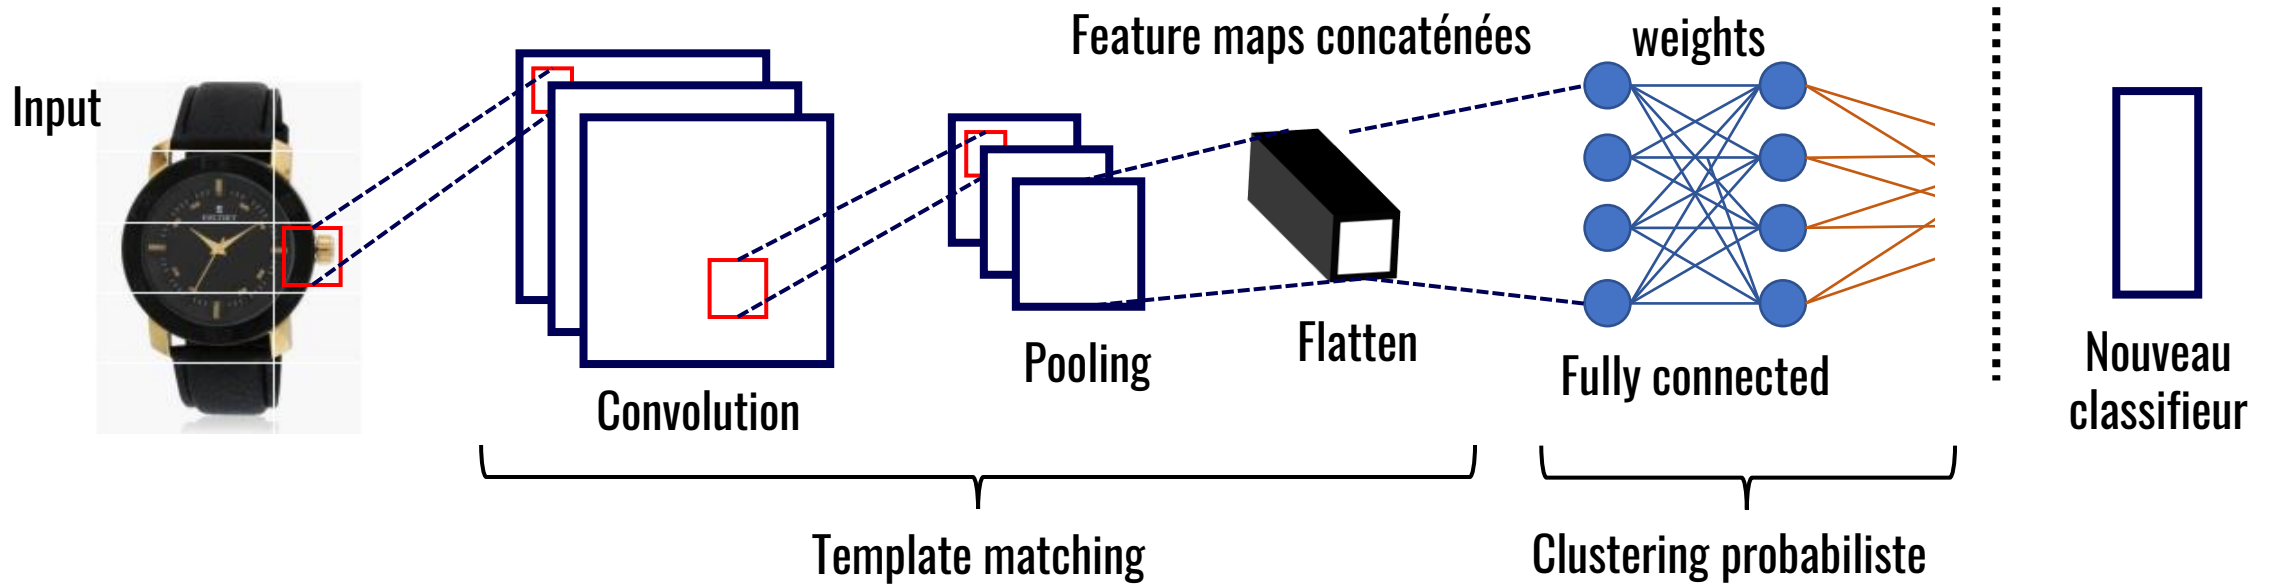 Input
Convolution
Pooling
Feature maps concaténées
Flatten
weights
Fully connected
Nouveau
classifieur
Template matching
Clustering probabiliste